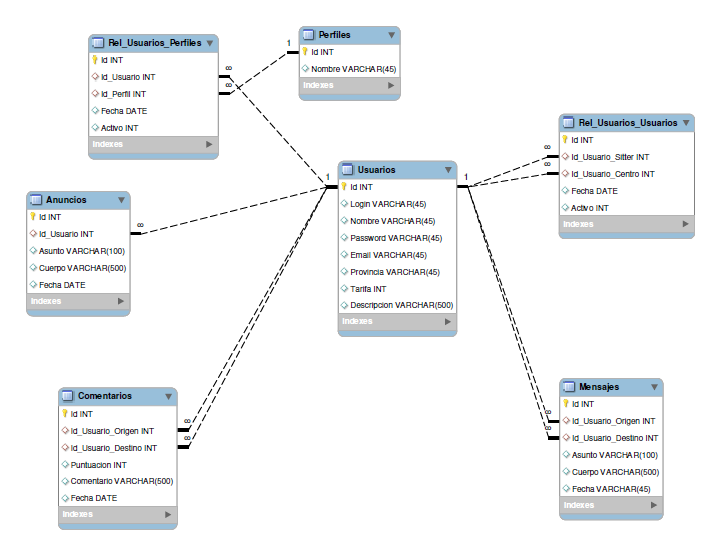 Rel_Usuarios_Perfiles
Id INT
Id_Usuario INT
Id_Perfil INT
Fecha DATE
Activo INT
Indexes
∞
∞
1
Perfiles
Id INT
Nombre VARCHAR(45)
Indexes
Rel_Usuarios_Usuarios
Id INT
Id_Usuario_Sitter INT
Id_Usuario_Centro INT
Fecha DATE
Activo INT
Indexes
∞
∞
1
Usuarios
Id INT
Login VARCHAR(45)
Nombre VARCHAR(45)
Password VARCHAR(45)
Email VARCHAR(45)
Provincia VARCHAR(45)
Tarifa INT
Descripcion VARCHAR(500)
Indexes
1
Anuncios
Id INT
Id_Usuario INT
Asunto VARCHAR(100)
Cuerpo VARCHAR(500)
Fecha DATE
Indexes
∞
Comentarios
Id INT
Id_Usuario_Origen INT
Id_Usuario_Destino INT
Puntuacion INT
Comentario VARCHAR(500)
Fecha DATE
Indexes
∞
∞
Mensajes
Id INT
Id_Usuario_Origen INT
Id_Usuario_Destino INT
Asunto VARCHAR(100)
Cuerpo VARCHAR(500)
Fecha VARCHAR(45)
Indexes
∞
∞